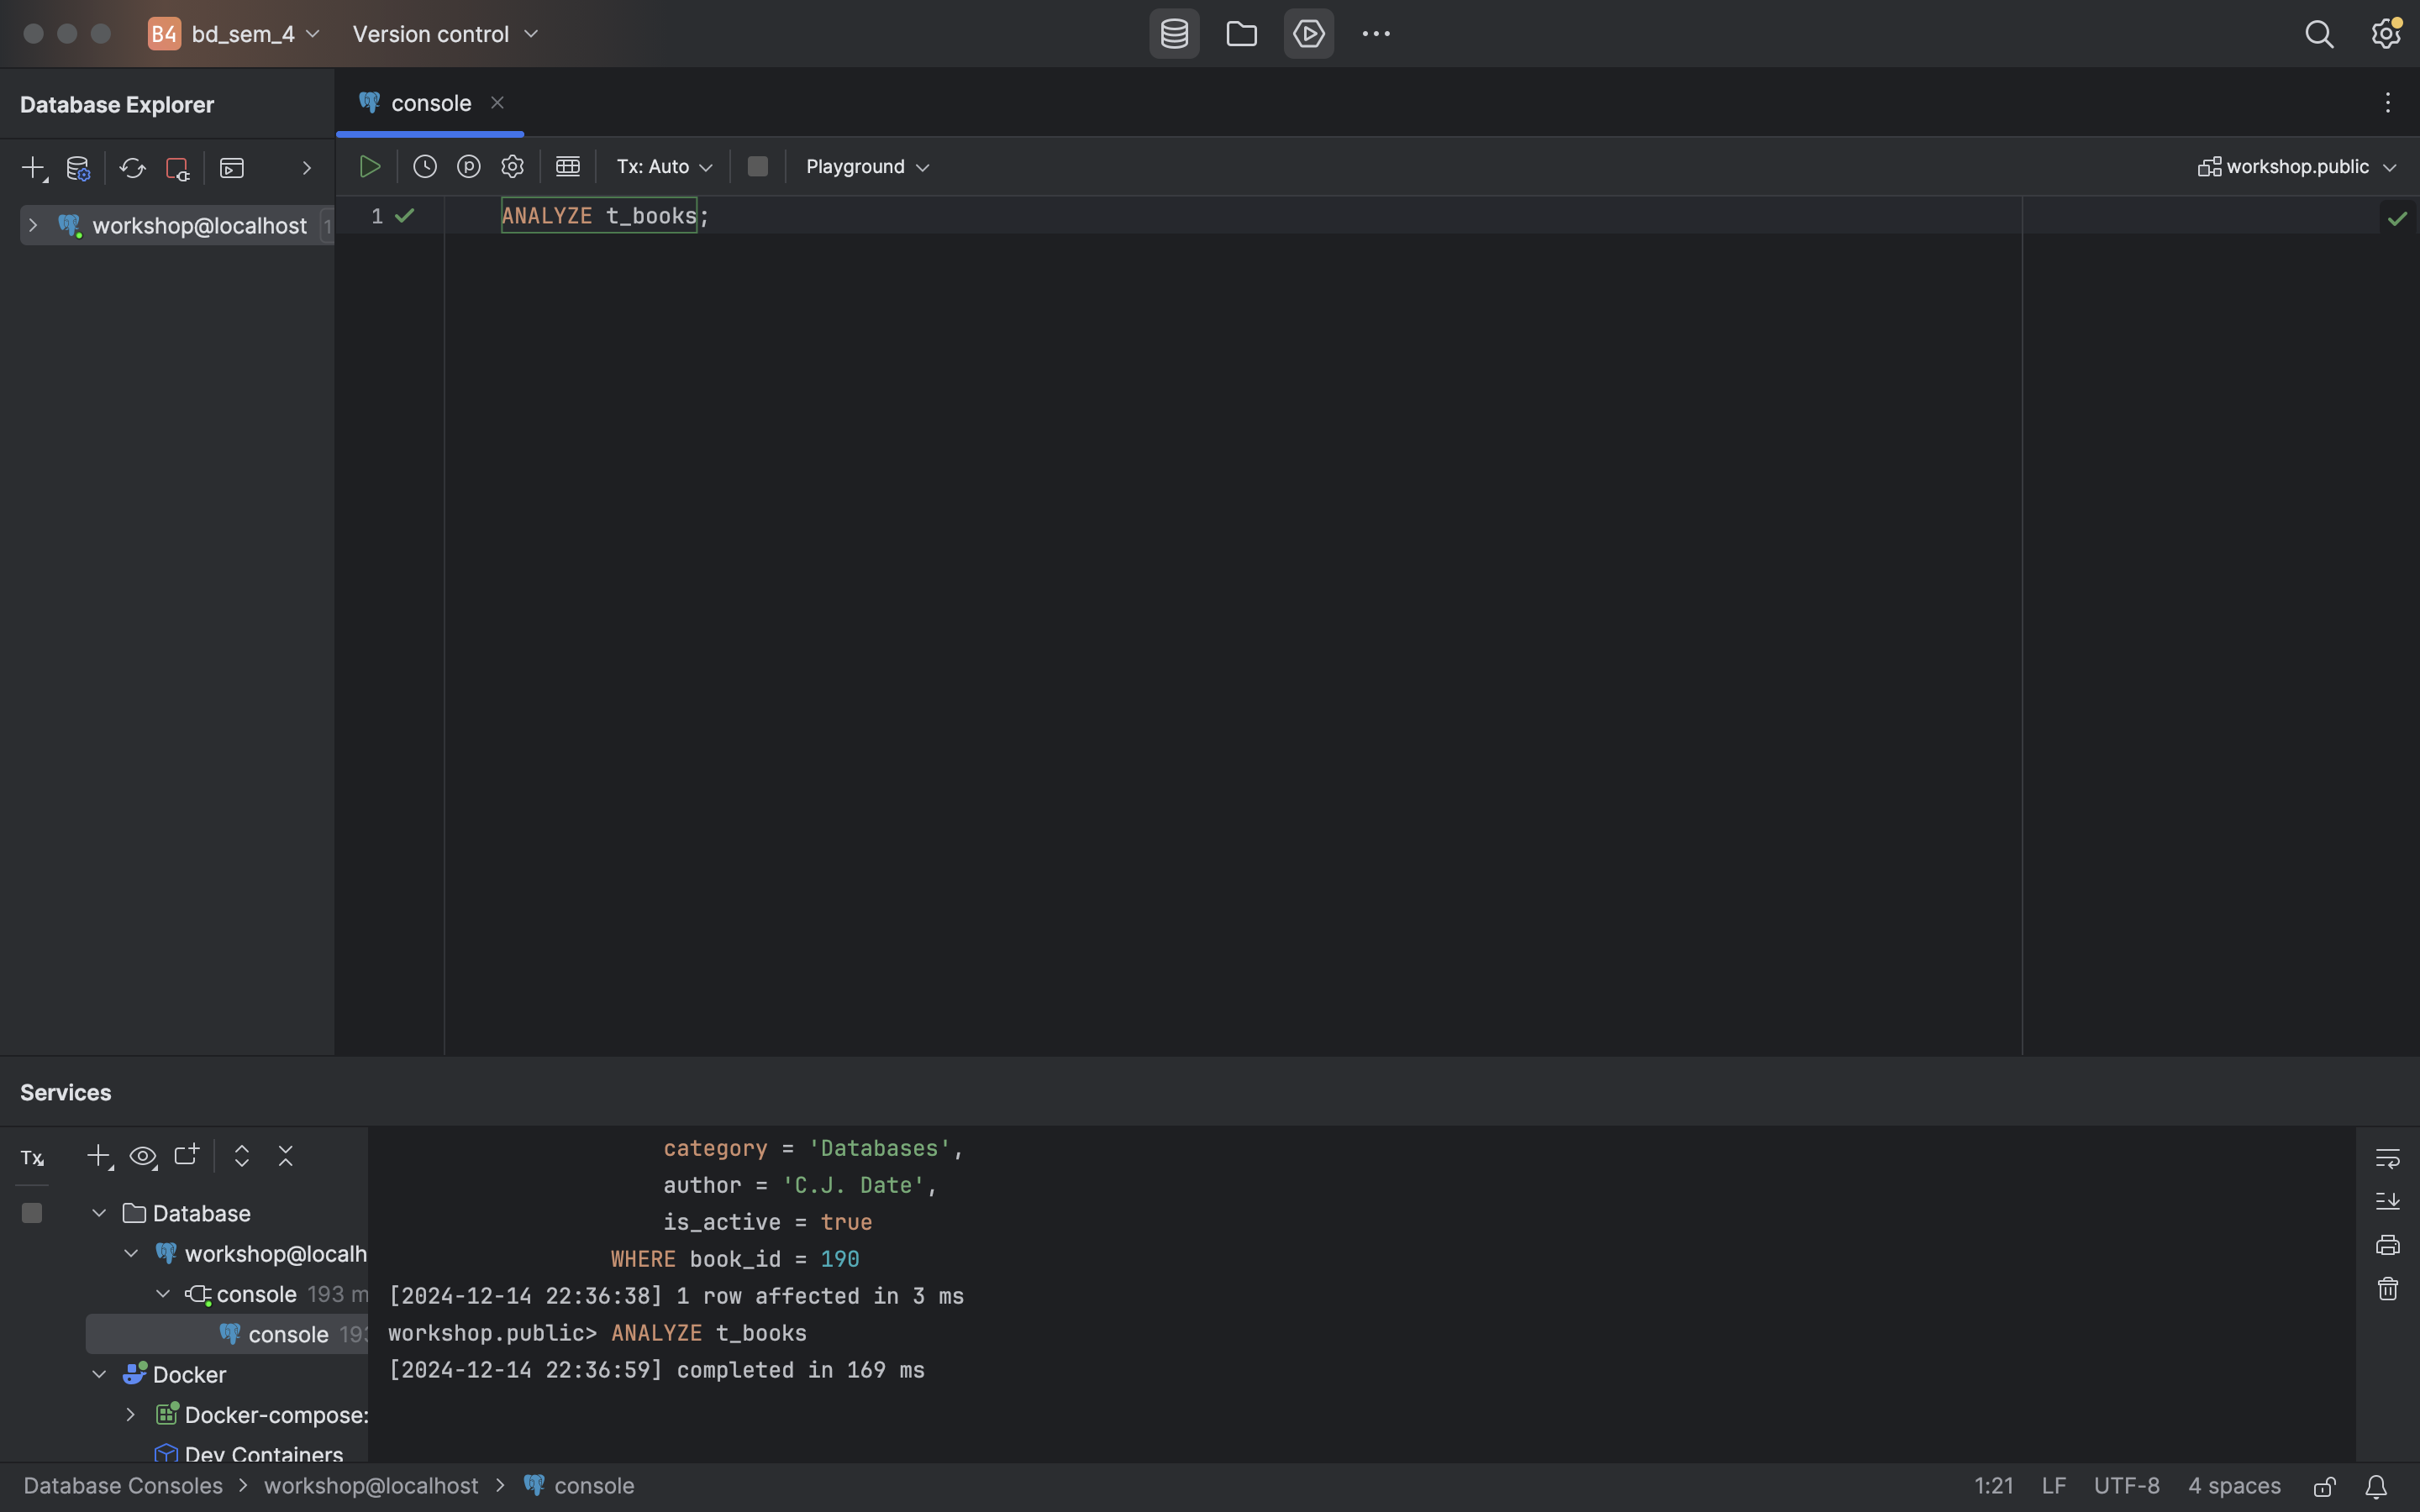 B4 bd_sem_4 Version control
Database Explorer
console
Tx: Auto Playground workshop.public
workshop@localhost 1
1 ANALYZE t_books;
Services
Tx
category = 'Databases',
author = 'C.J. Date',
is_active = true
WHERE book_id = 190
[2024-12-14 22:36:38] 1 row affected in 3 ms
workshop.public> ANALYZE t_books
[2024-12-14 22:36:59] completed in 169 ms
Database
workshop@localh
console 193 m
console 193
Docker
Docker-compose:
Dev Containers
Database Consoles > workshop@localhost > console
1:21 LF UTF-8 4 spaces